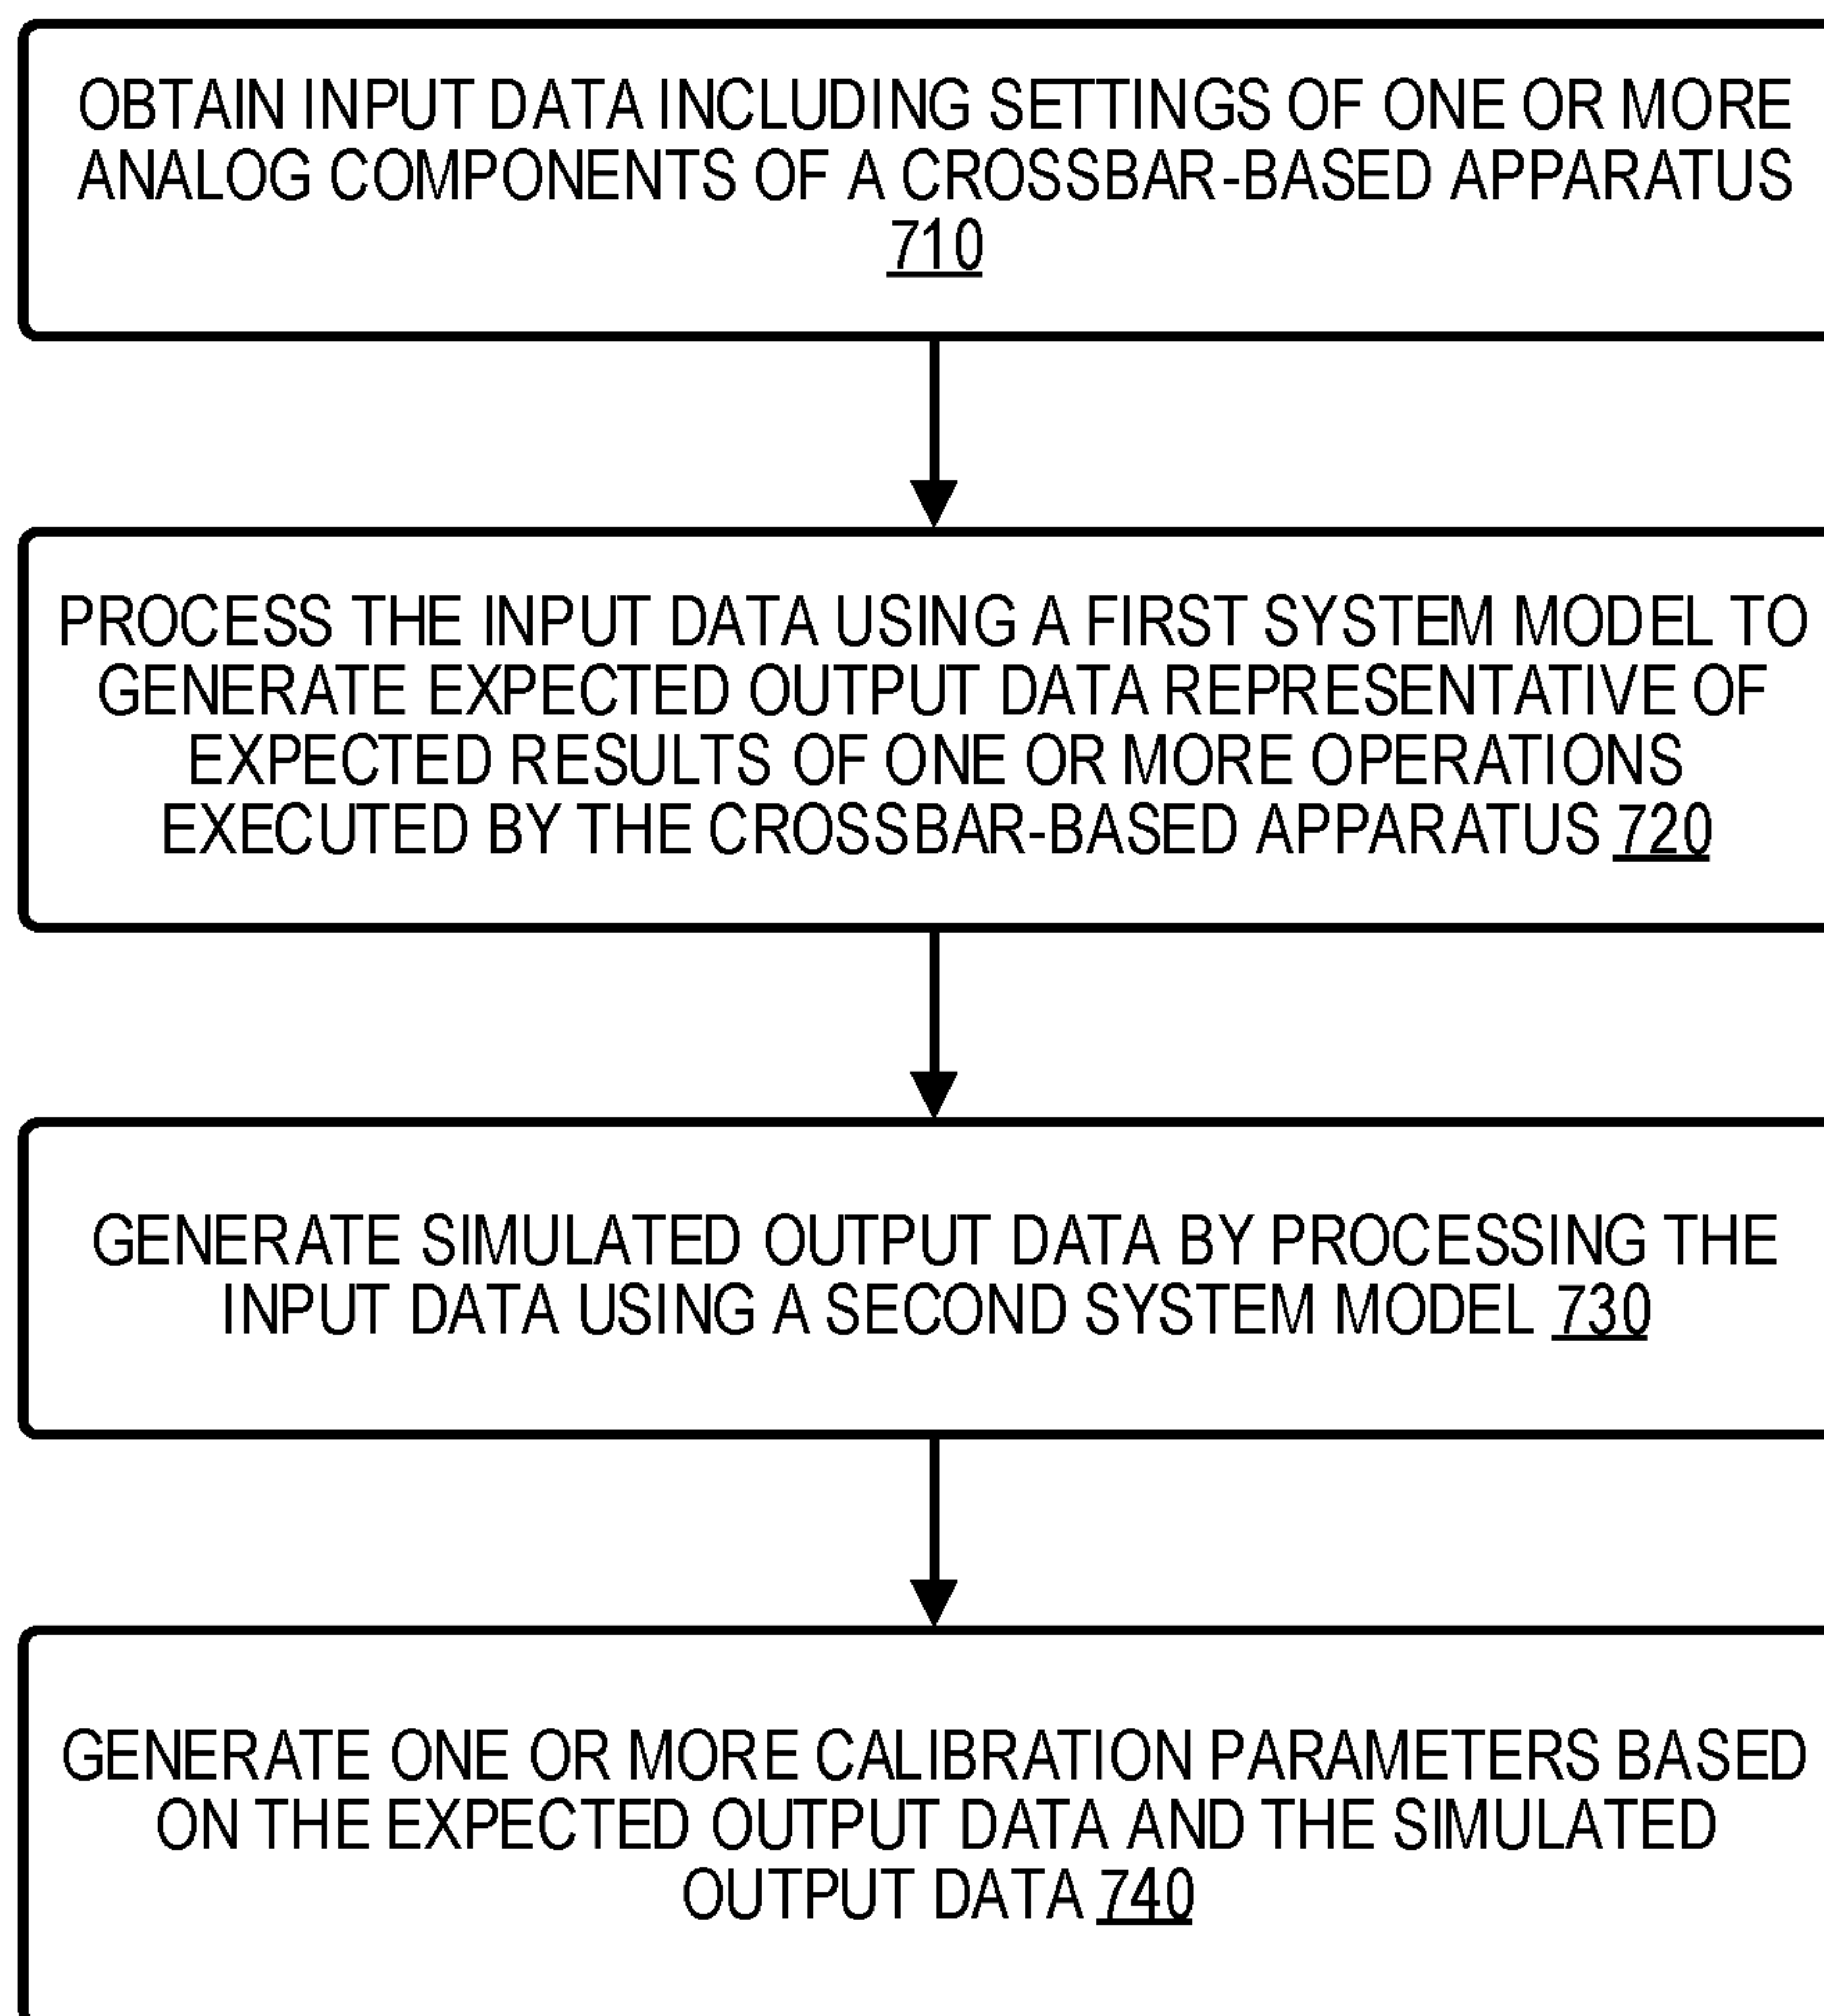 OBTAIN INPUT DATA INCLUDING SETTINGS OF ONE OR MORE
ANALOG COMPONENTS OF A CROSSBAR-BASED APPARATUS
710
PROCESS THE INPUT DATA USING A FIRST SYSTEM MODEL TO
GENERATE EXPECTED OUTPUT DATA REPRESENTATIVE OF
EXPECTED RESULTS OF ONE OR MORE OPERATIONS
EXECUTED BY THE CROSSBAR-BASED APPARATUS 720
GENERATE SIMULATED OUTPUT DATA BY PROCESSING THE
INPUT DATA USING A SECOND SYSTEM MODEL 730
GENERATE ONE OR MORE CALIBRATION PARAMETERS BASED
ON THE EXPECTED OUTPUT DATA AND THE SIMULATED
OUTPUT DATA 740